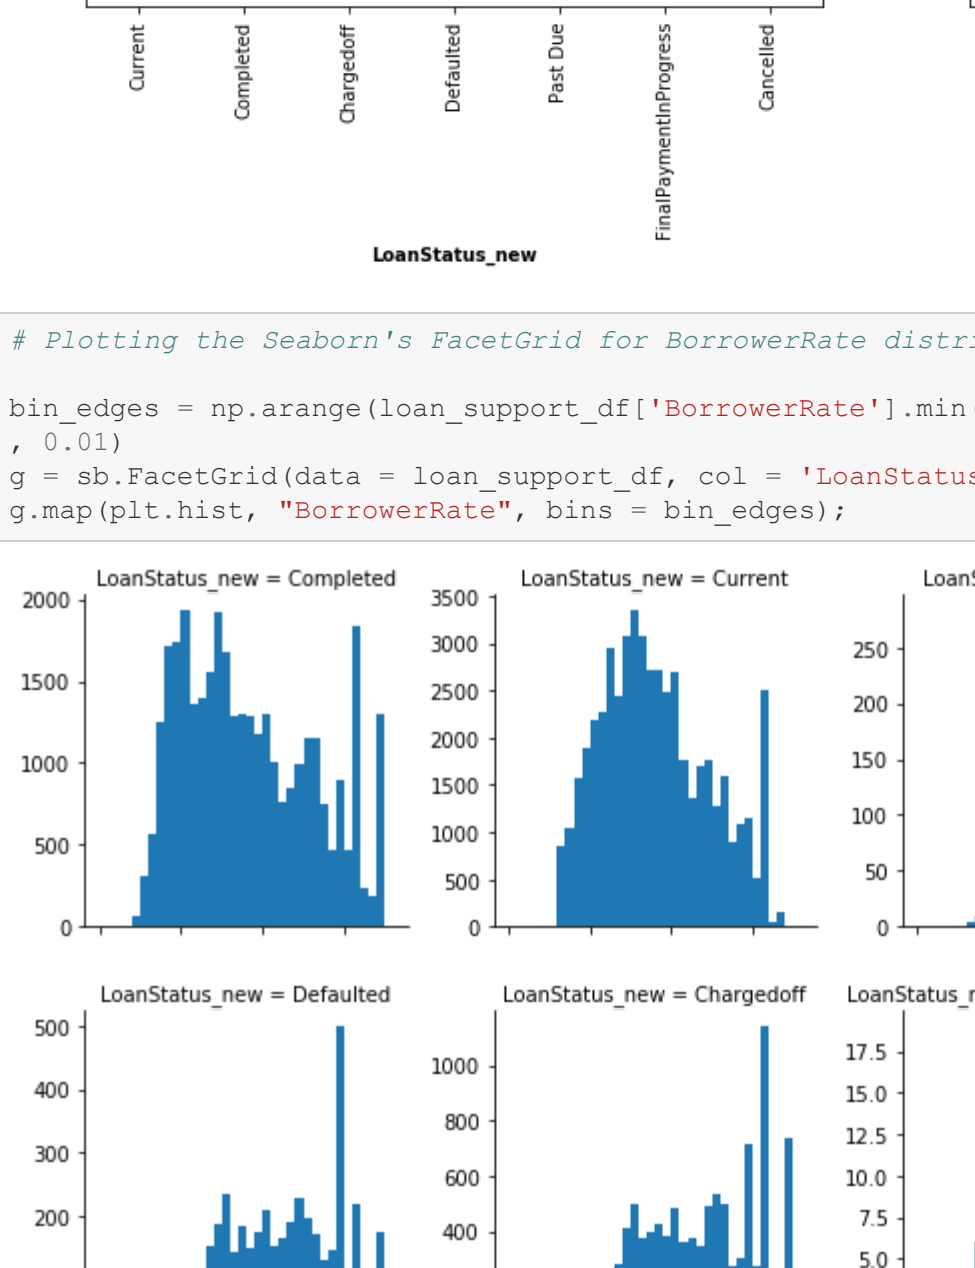 Current
Completed
Chargedoff
Defaulted
Past Due
FinalPaymentInProgress
Cancelled
LoanStatus_new
# Plotting the Seaborn's FacetGrid for BorrowerRate distri
bin_edges = np.arange(loan_support_df['BorrowerRate'].min(
, 0.01)
g = sb.FacetGrid(data = loan_support_df, col = 'LoanStatus
g.map(plt.hist, "BorrowerRate", bins = bin_edges);
LoanStatus_new = Completed
2000
1500
1000
500
0
LoanStatus_new = Current
3500
3000
2500
2000
1500
1000
500
0
LoanS
250
200
150
100
50
0
LoanStatus_new = Defaulted
500
400
300
200
LoanStatus_new = Chargedoff
1000
800
600
400
LoanStatus_n
17.5
15.0
12.5
10.0
7.5
5.0